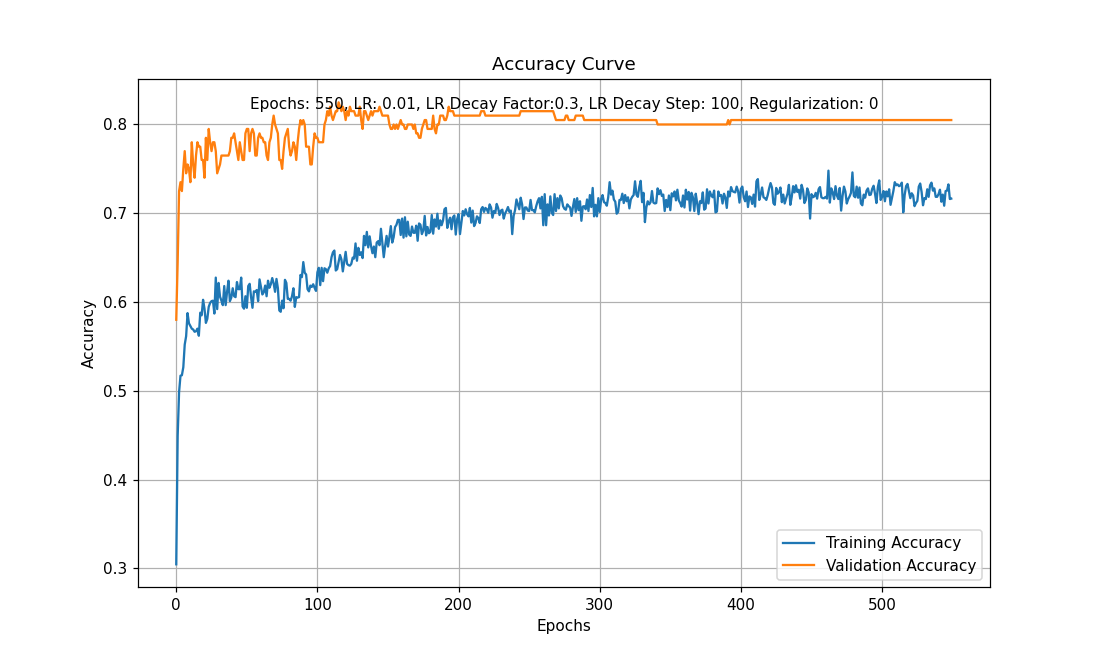 Accuracy Curve
Epochs: 550, LR: 0.01, LR Decay Factor:0.3, LR Decay Step: 100, Regularization: 0
0.8
0.7
0.6
0.5
0.4
0.3
Accuracy
Training Accuracy
Validation Accuracy
0 100 200 300 400 500
Epochs